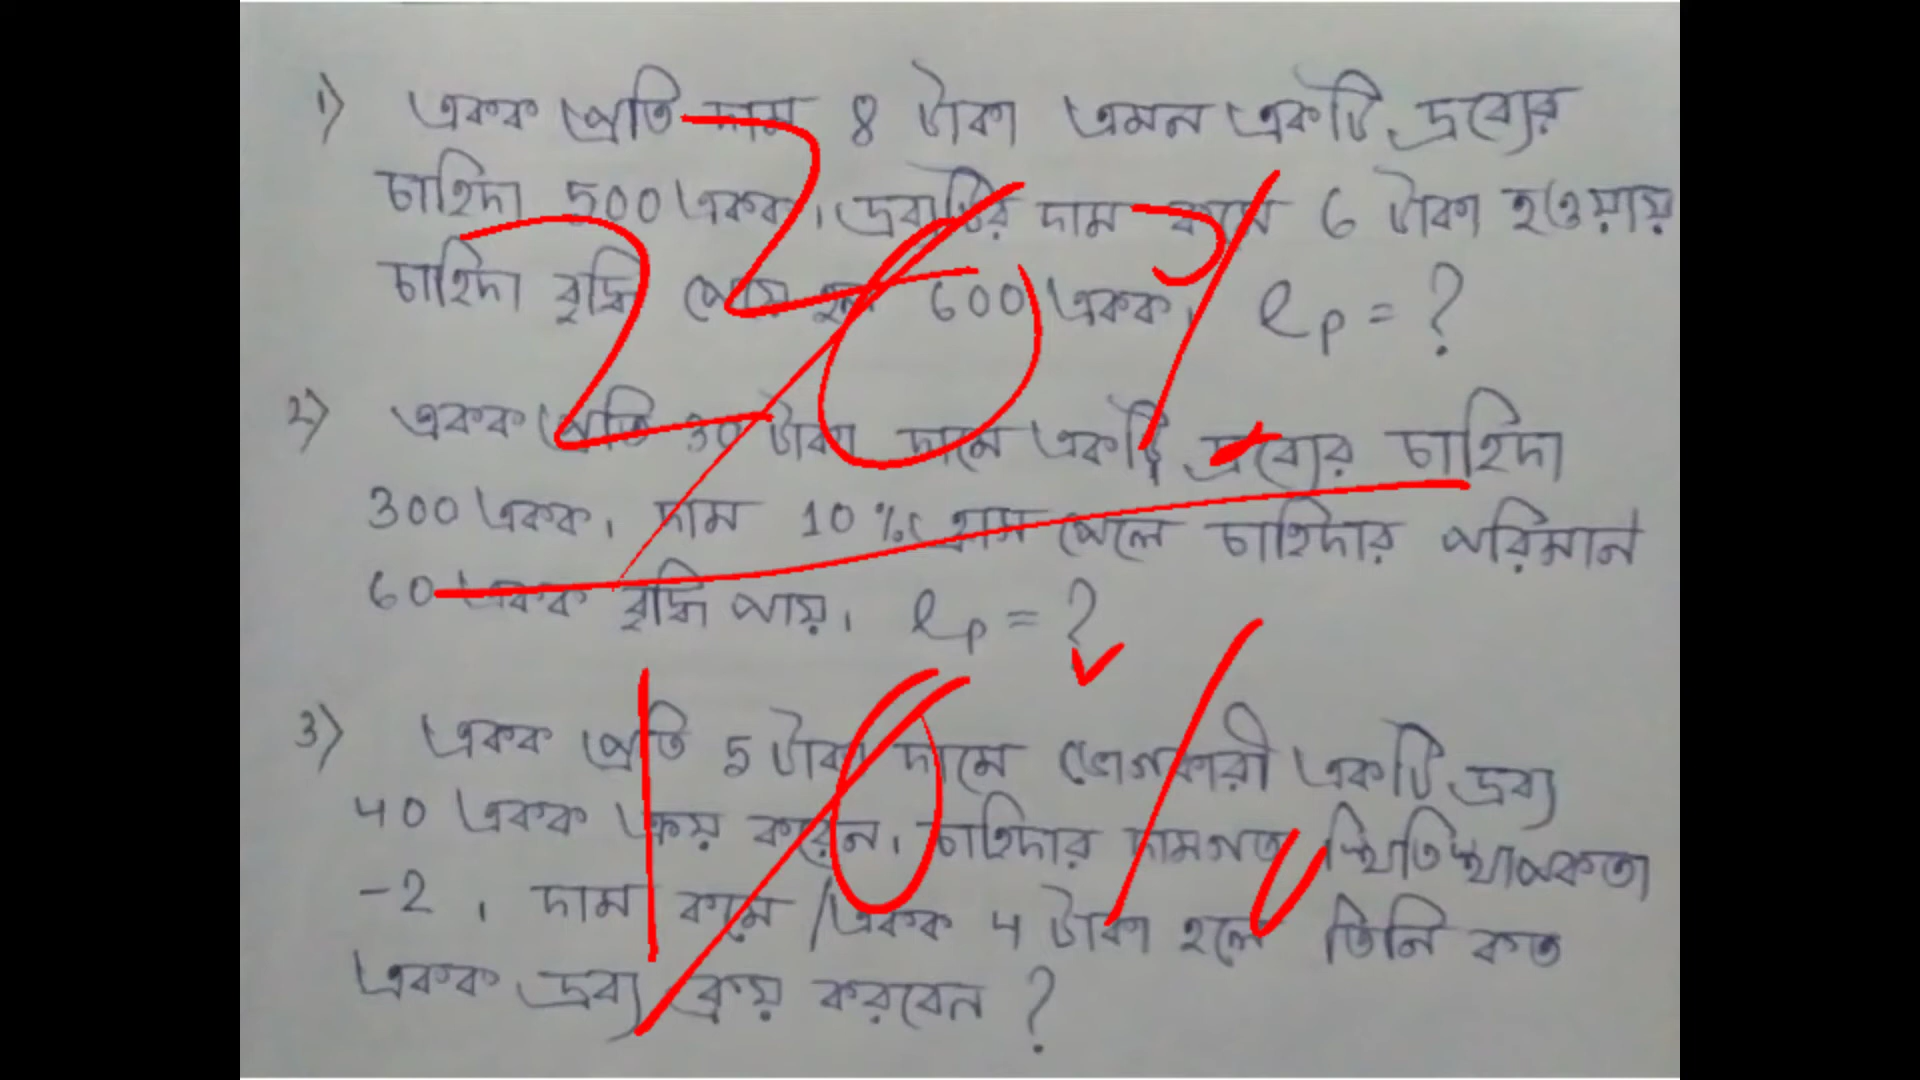 1) একক প্রতি দাম 8 টাকা এমন একটি দ্রব্যের
চাহিদা 500 একক। দ্রব্যটির দাম কমে 6 টাকা হওয়ায়
চাহিদা বৃদ্ধি পেয়ে হল 600 একক। ep = ?
2) একক প্রতি 30 টাকা দামে একটি দ্রব্যের চাহিদা
300 একক। দাম 10% হ্রাস পেলে চাহিদার পরিমান
60 একক বৃদ্ধি পায়। ep = ?
3) একক প্রতি 5 টাকা দামে ভোগকারী একটি দ্রব্য
40 একক ক্রয় করেন। চাহিদার দামগত স্থিতিস্থাপকতা
-2 । দাম কমে /একক 4 টাকা হলে তিনি কত
একক দ্রব্য ক্রয় করবেন ?